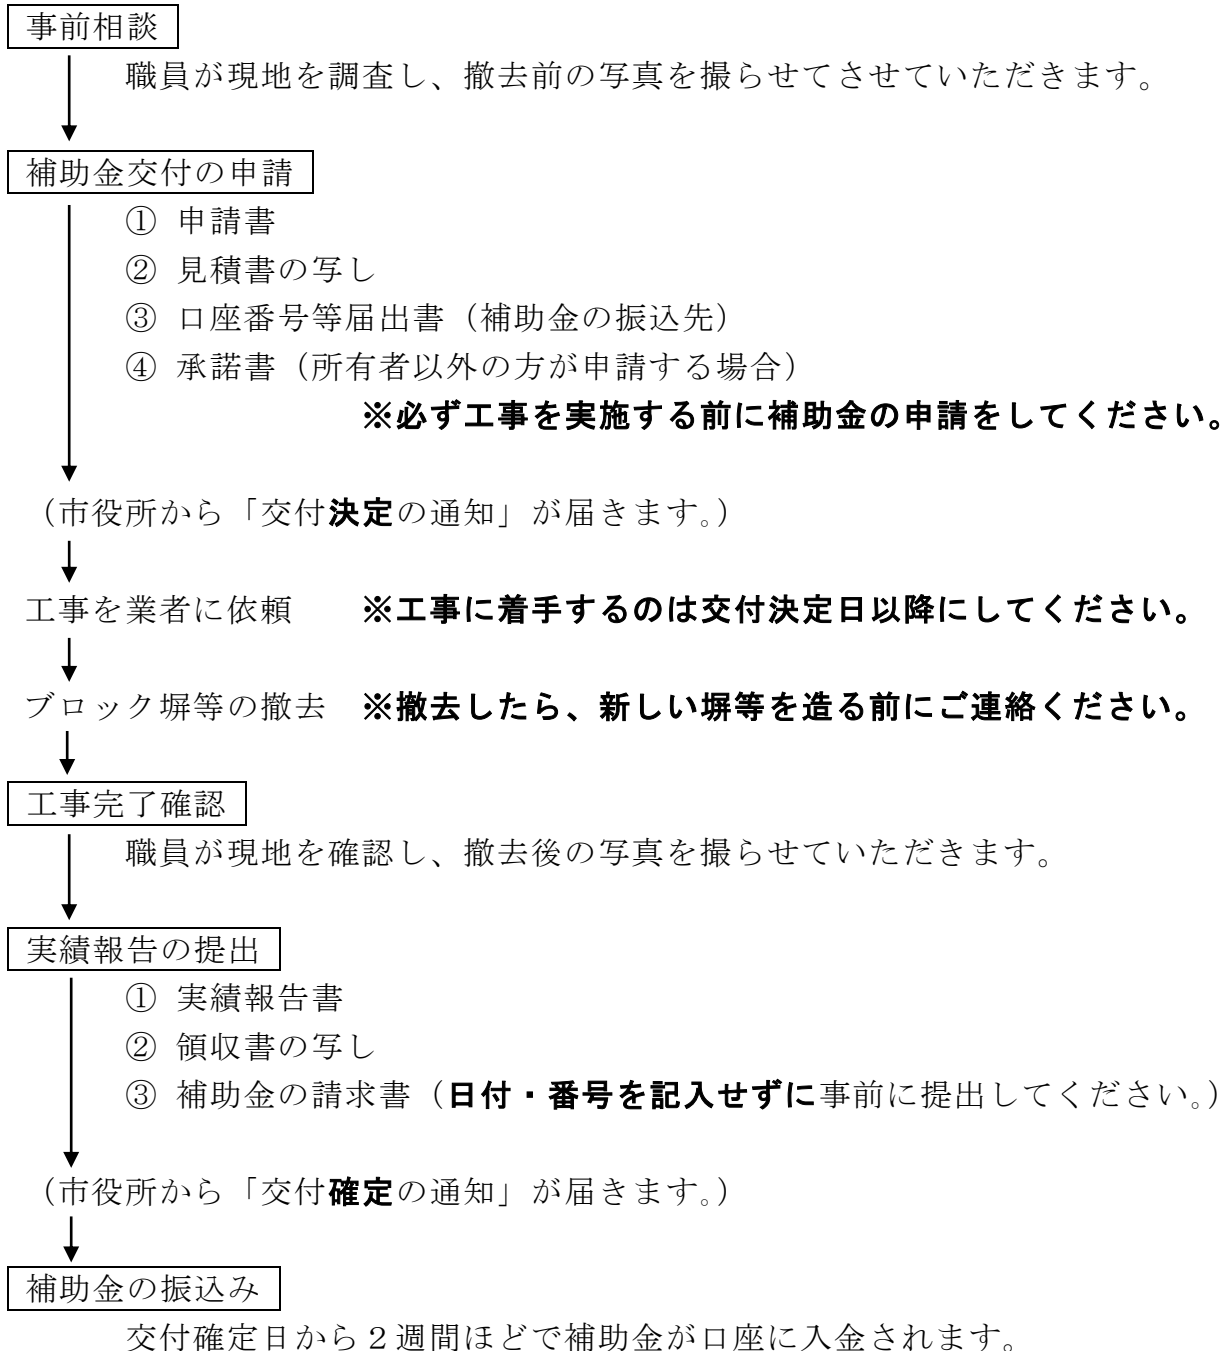 事前相談
職員が現地を調査し、撤去前の写真を撮らせてさせていただきます。
補助金交付の申請
① 申請書
② 見積書の写し
③ 口座番号等届出書（補助金の振込先）
④ 承諾書（所有者以外の方が申請する場合）
※必ず工事を実施する前に補助金の申請をしてください。
（市役所から「交付決定の通知」が届きます。）
工事を業者に依頼　※工事に着手するのは交付決定日以降にしてください。
ブロック塀等の撤去　※撤去したら、新しい塀等を造る前にご連絡ください。
工事完了確認
職員が現地を確認し、撤去後の写真を撮らせていただきます。
実績報告の提出
① 実績報告書
② 領収書の写し
③ 補助金の請求書（日付・番号を記入せずに事前に提出してください。）
（市役所から「交付確定の通知」が届きます。）
補助金の振込み
交付確定日から２週間ほどで補助金が口座に入金されます。